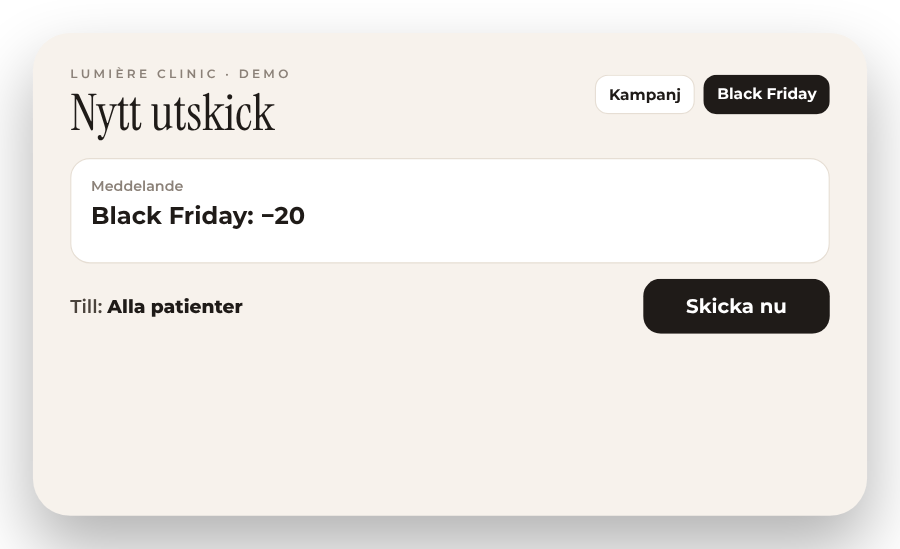 LUMIÈRE CLINIC · DEMO
Nytt utskick
Kampanj
Black Friday
Meddelande
Black Friday: −20
Till: Alla patienter
Skicka nu